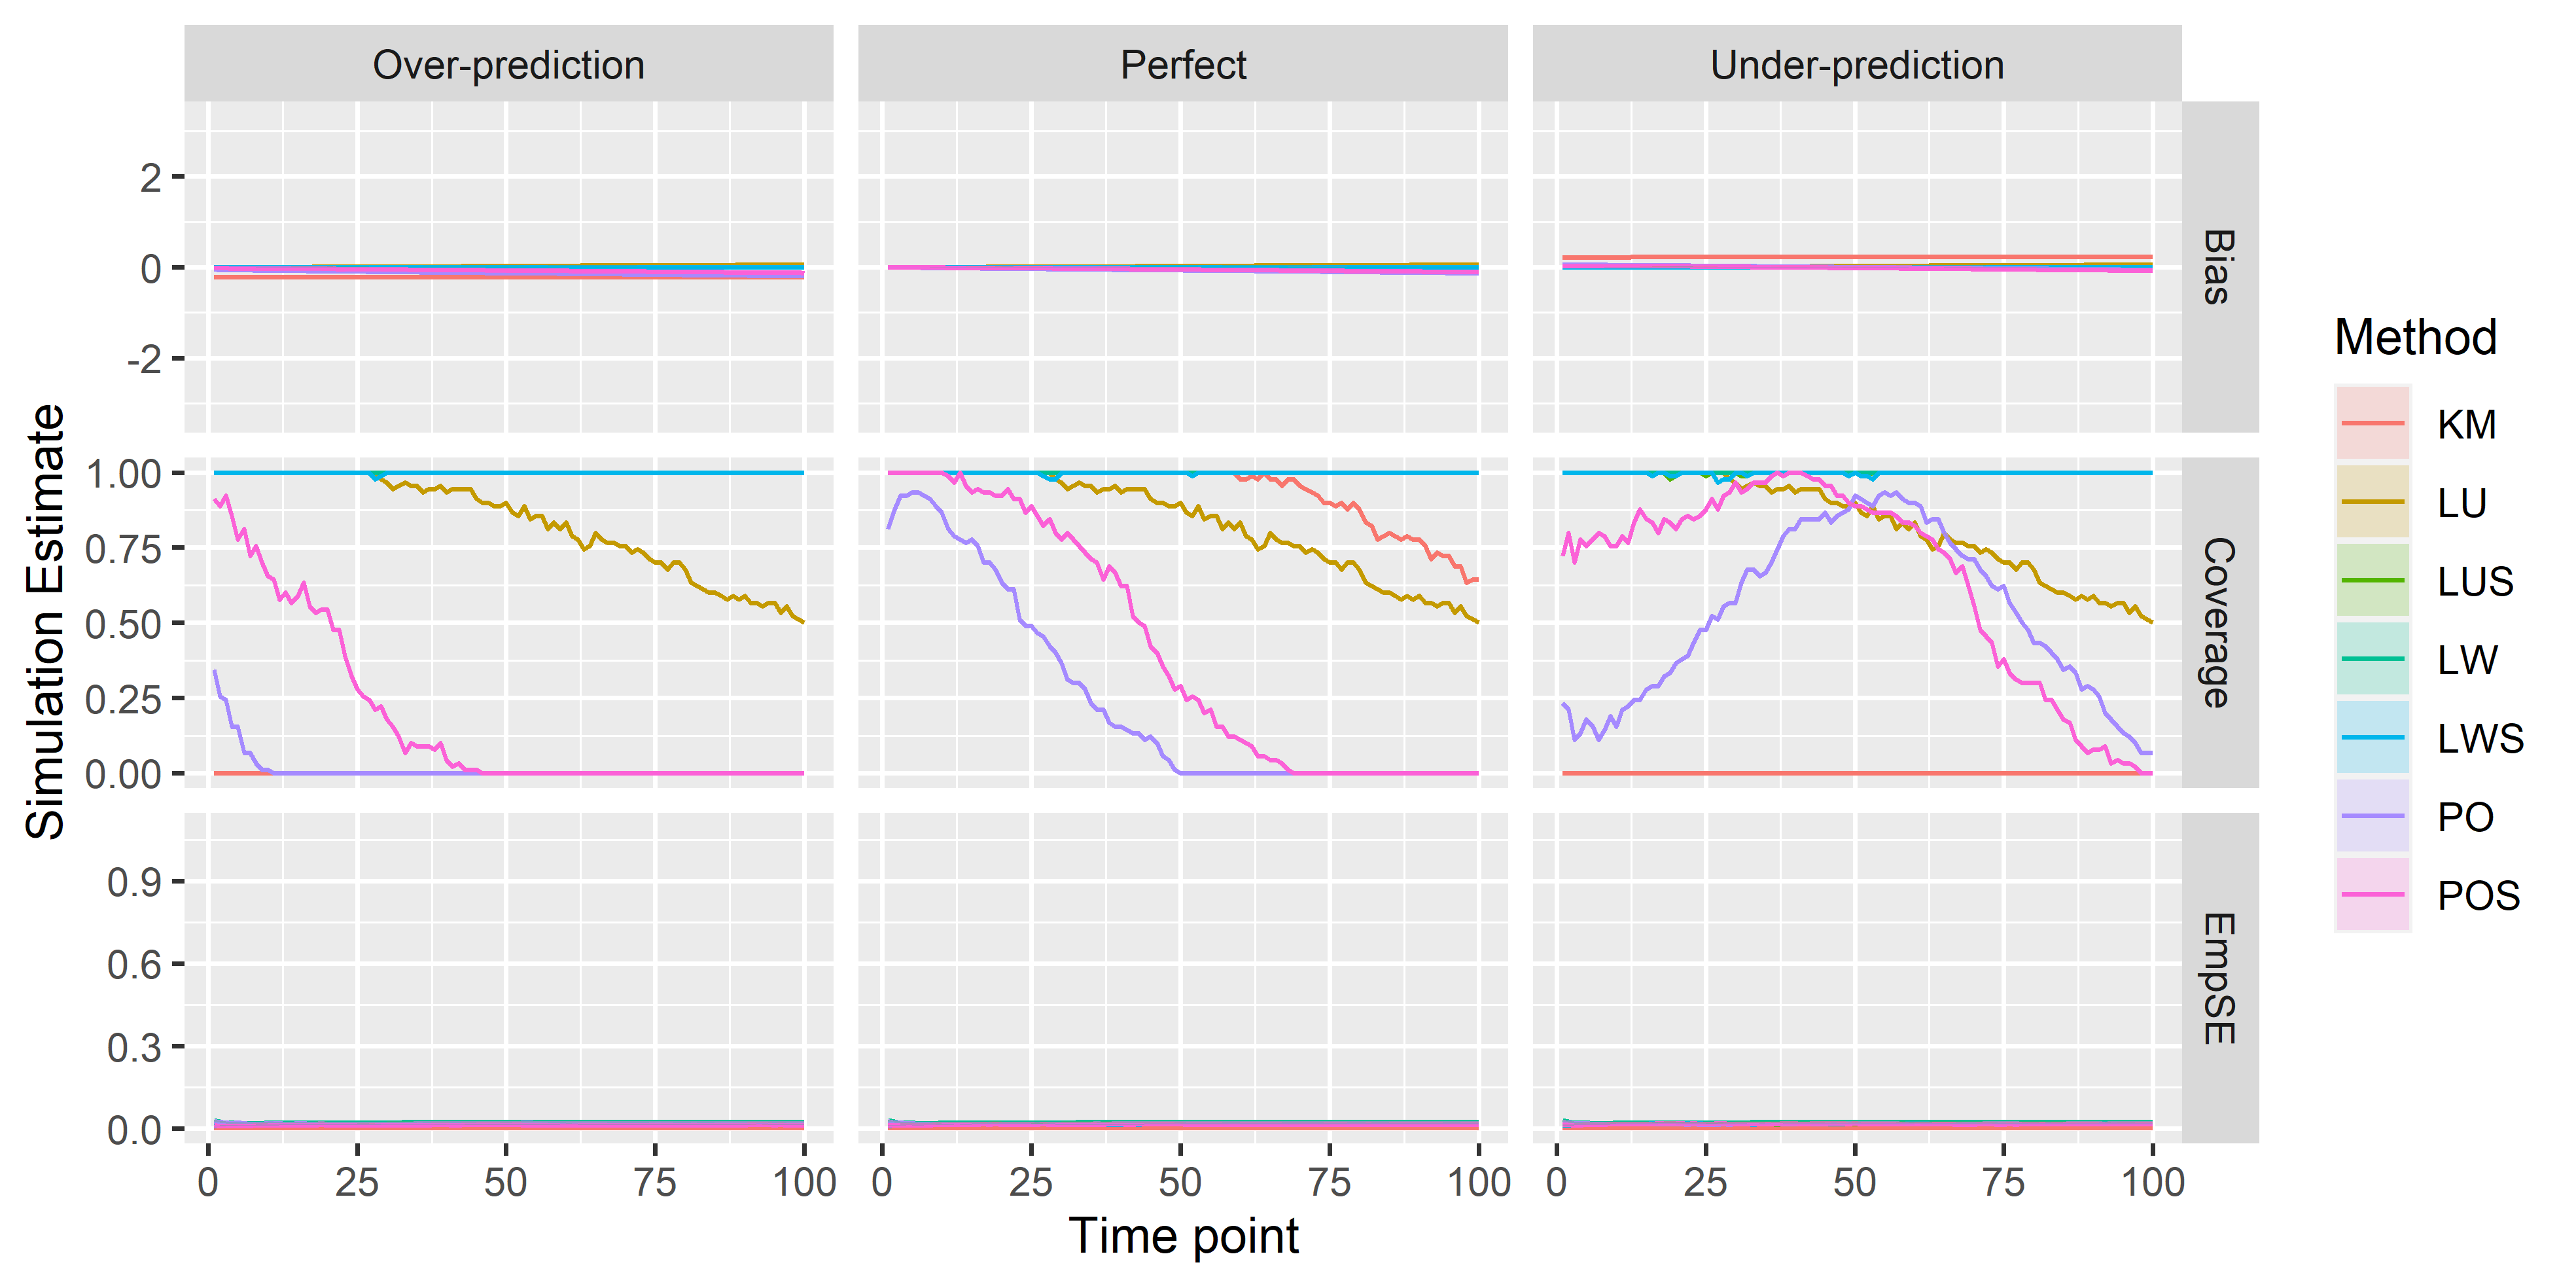 Over-prediction
Perfect
Under-prediction
2
0
-2
Bias
1.00
0.75
0.50
0.25
0.00
Coverage
0.9
0.6
0.3
0.0
EmpSE
0 25 50 75 100
0 25 50 75 100
0 25 50 75 100
Time point
Simulation Estimate
Method
KM
LU
LUS
LW
LWS
PO
POS